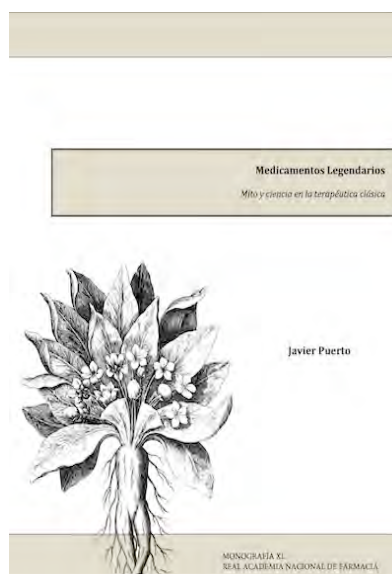 Medicamentos Legendarios
Mito y ciencia en la terapéutica clásica
Javier Puerto
MONOGRAFÍA XL
REAL ACADEMIA NACIONAL DE FARMACIA